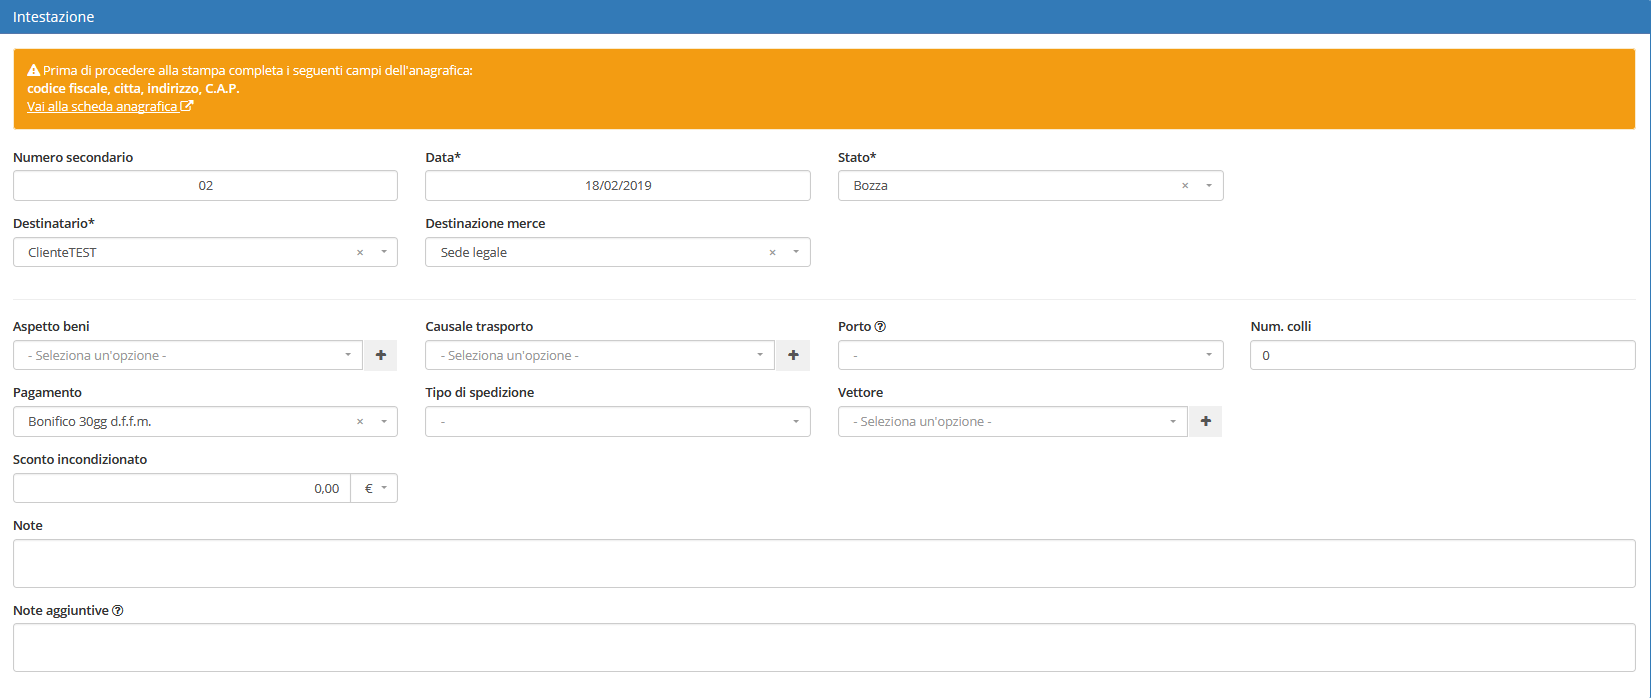 Intestazione
Prima di procedere alla stampa completa i seguenti campi dell'anagrafica:
codice fiscale, citta, indirizzo, C.A.P.
Vai alla scheda anagrafica
Numero secondario Data* Stato*
02 18/02/2019 Bozza × 
Destinatario* Destinazione merce
ClienteTEST × Sede legale ×
Aspetto beni Causale trasporto Porto Num. colli
- Seleziona un'opzione - - Seleziona un'opzione - - 0
Pagamento Tipo di spedizione Vettore
Bonifico 30gg d.f.f.m. × - - Seleziona un'opzione -
Sconto incondizionato
0,00 €
Note
Note aggiuntive